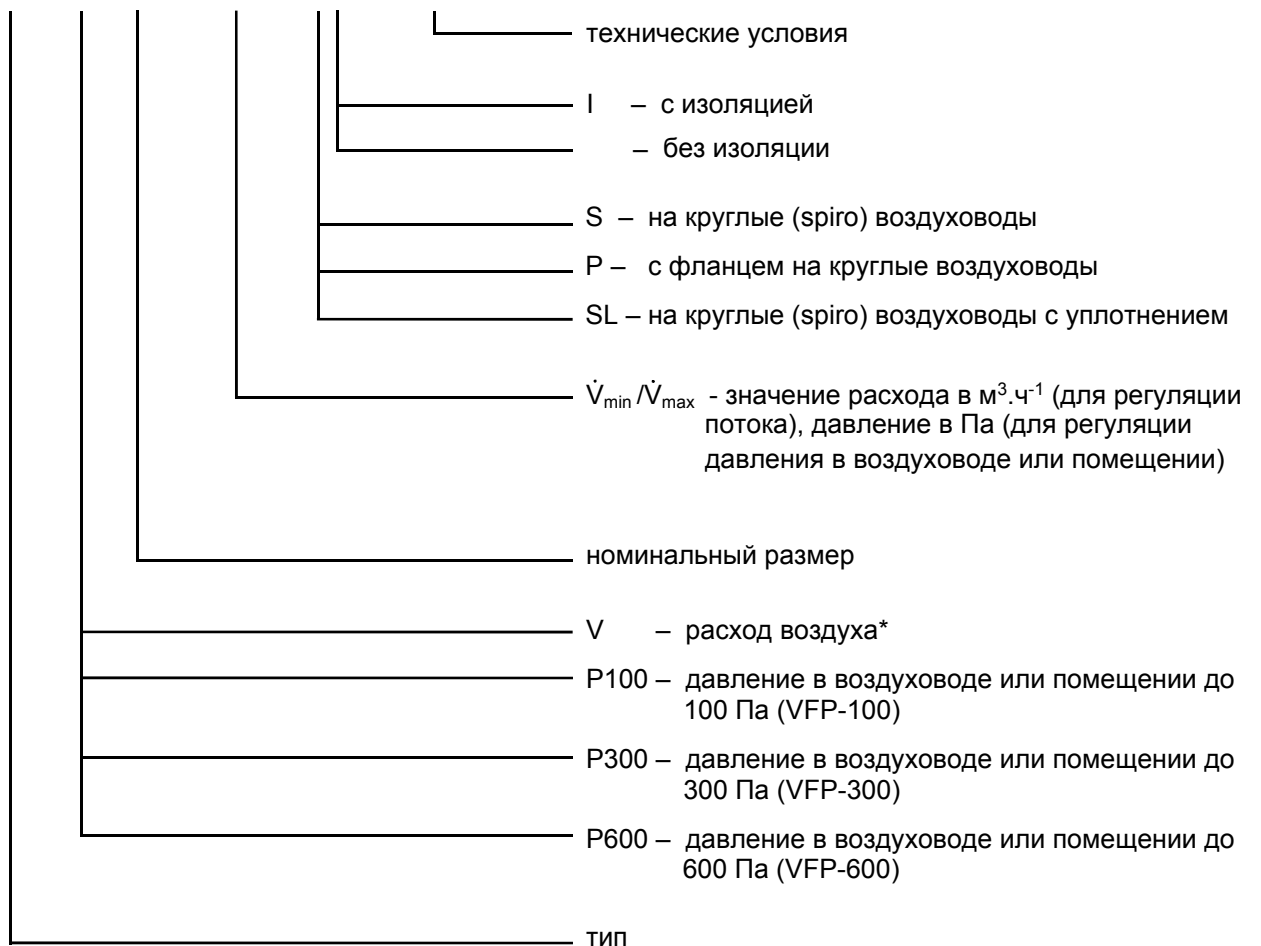 технические условия
I – с изоляцией
– без изоляции
S – на круглые (spiro) воздуховоды
P – с фланцем на круглые воздуховоды
SL – на круглые (spiro) воздуховоды с уплотнением
V̇min /V̇max - значение расхода в м³.ч⁻¹ (для регуляции
потока), давление в Па (для регуляции
давления в воздуховоде или помещении)
номинальный размер
V – расход воздуха*
P100 – давление в воздуховоде или помещении до
100 Па (VFP-100)
P300 – давление в воздуховоде или помещении до
300 Па (VFP-300)
P600 – давление в воздуховоде или помещении до
600 Па (VFP-600)
тип